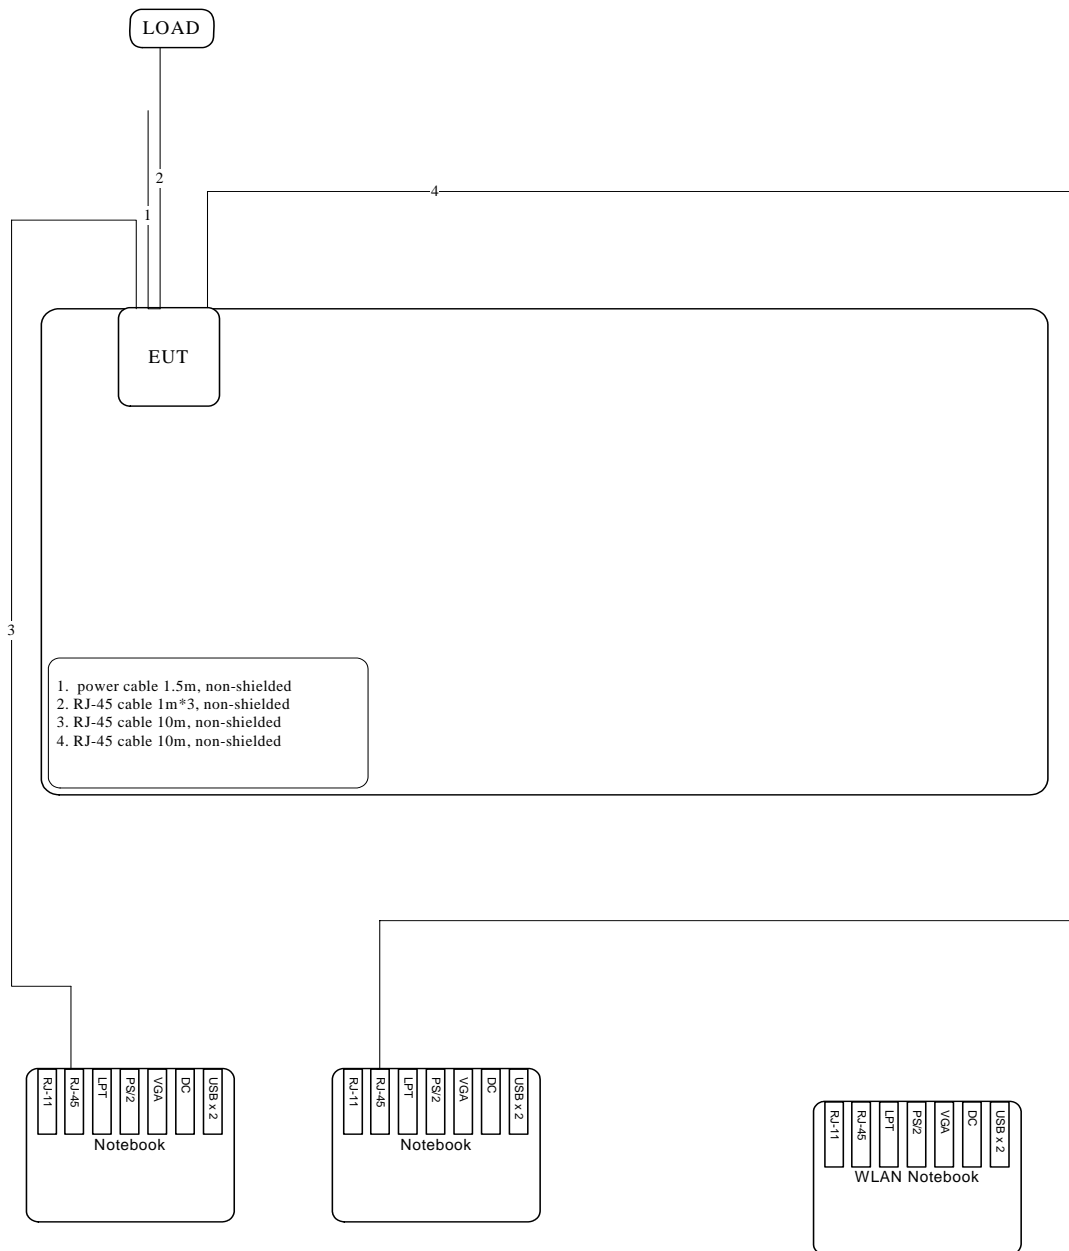 LOAD
2
4
1
EUT
3
1. power cable 1.5m, non-shielded
2. RJ-45 cable 1m*3, non-shielded
3. RJ-45 cable 10m, non-shielded
4. RJ-45 cable 10m, non-shielded
RJ-11
RJ-45
LPT
PS/2
VGA
DC
USB x 2
Notebook
RJ-11
RJ-45
LPT
PS/2
VGA
DC
USB x 2
Notebook
RJ-11
RJ-45
LPT
PS/2
VGA
DC
USB x 2
WLAN Notebook